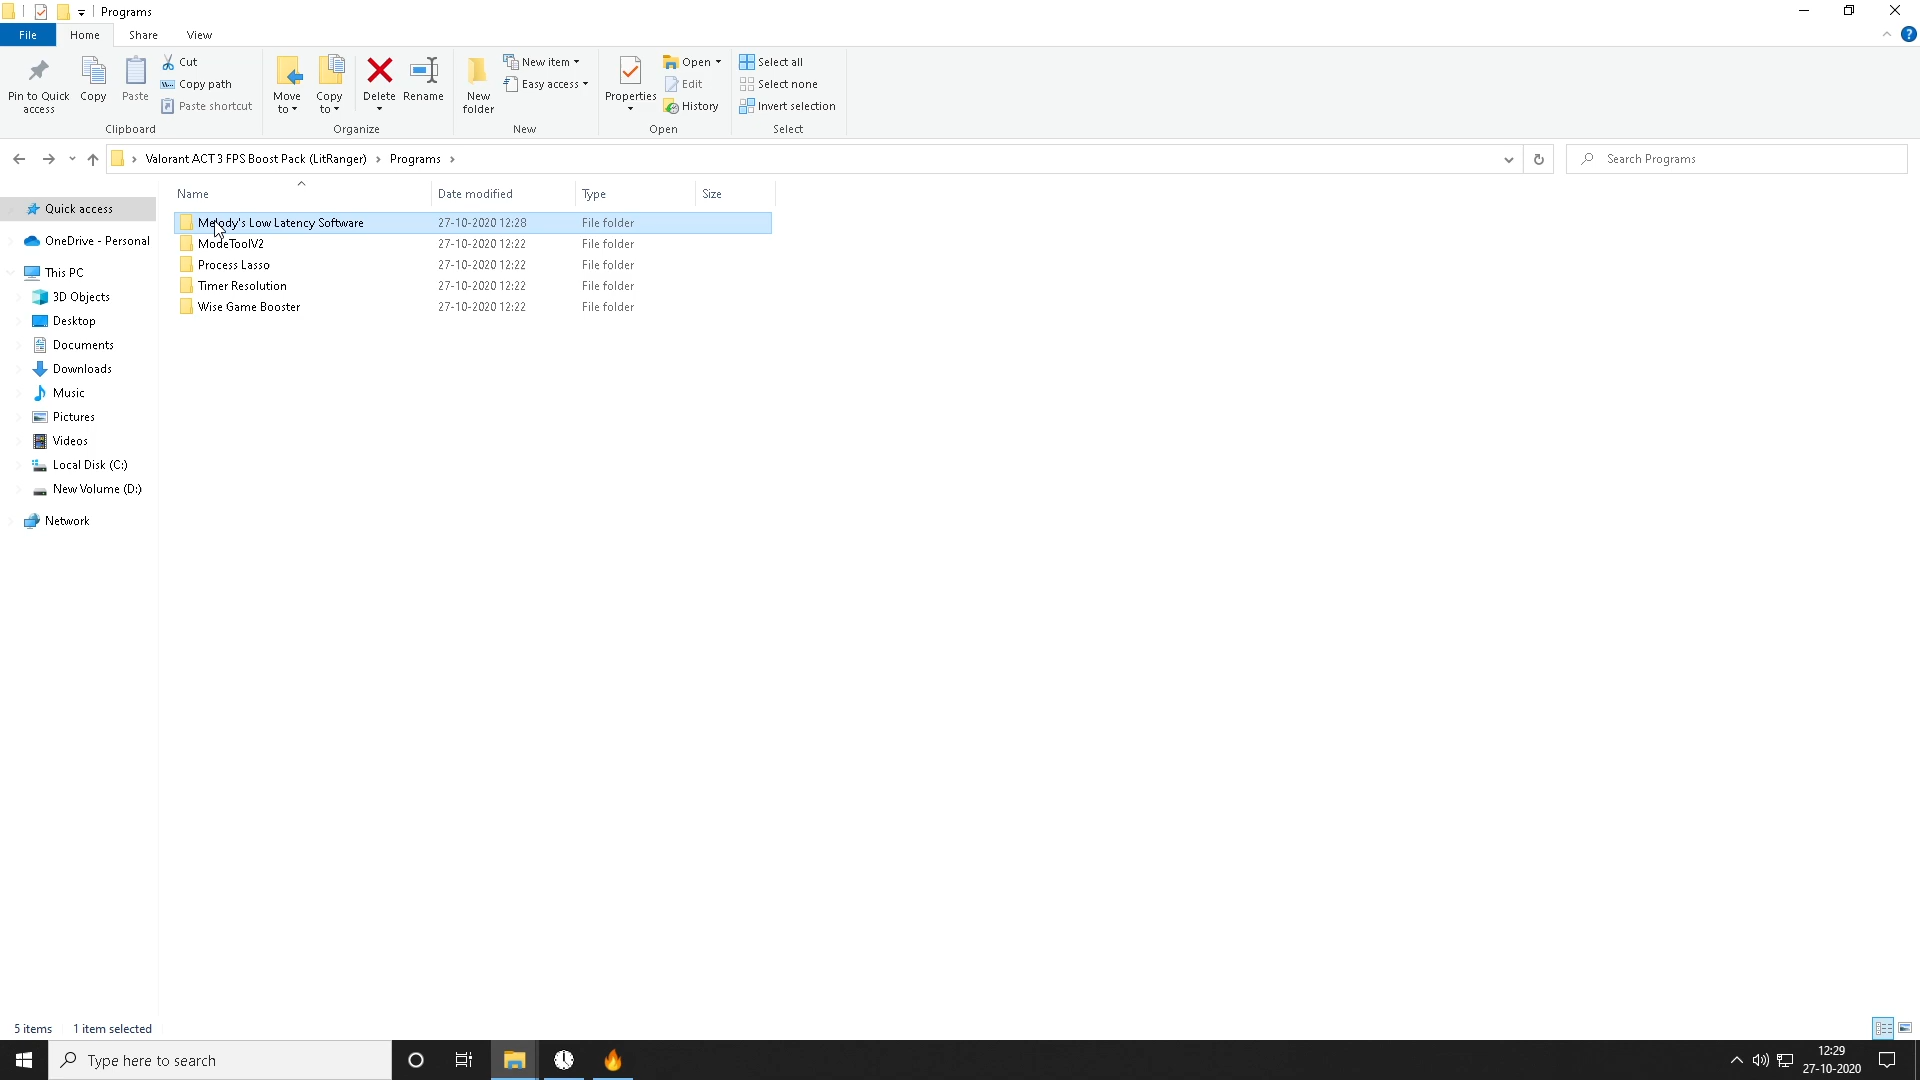 Programs
File Home Share View
Pin to Quick access
Copy
Paste
Cut
Copy path
Paste shortcut
Clipboard
Move to
Copy to
Delete
Rename
Organize
New folder
New item
Easy access
New
Properties
Open
Edit
History
Open
Select all
Select none
Invert selection
Select
Valorant ACT 3 FPS Boost Pack (LitRanger) > Programs >
Search Programs
Name Date modified Type Size
Melody's Low Latency Software 27-10-2020 12:28 File folder
ModeToolV2 27-10-2020 12:22 File folder
Process Lasso 27-10-2020 12:22 File folder
Timer Resolution 27-10-2020 12:22 File folder
Wise Game Booster 27-10-2020 12:22 File folder
Quick access
OneDrive - Personal
This PC
3D Objects
Desktop
Documents
Downloads
Music
Pictures
Videos
Local Disk (C:)
New Volume (D:)
Network
5 items 1 item selected
Type here to search
12:29
27-10-2020